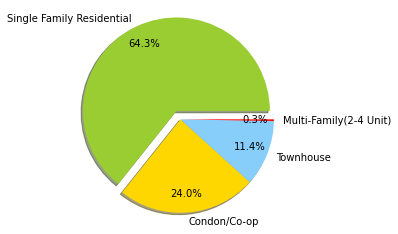 Single Family Residential
64.3%
0.3%
Multi-Family(2-4 Unit)
11.4%
Townhouse
24.0%
Condon/Co-op